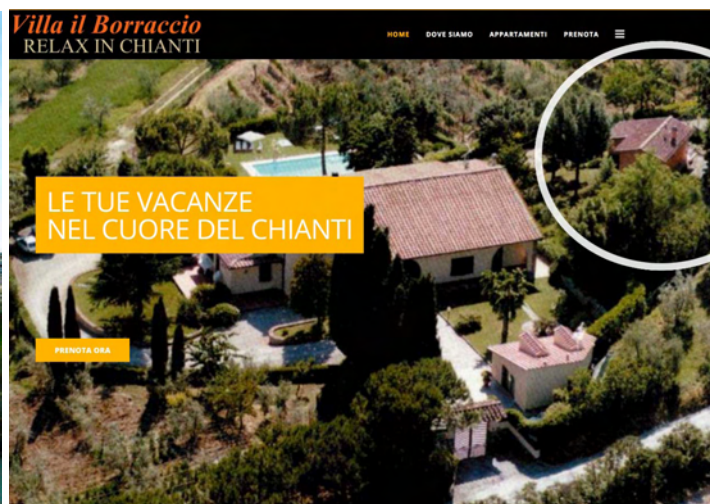 Villa il Borraccio
RELAX IN CHIANTI
HOME DOVE SIAMO APPARTAMENTI PRENOTA
LE TUE VACANZE
NEL CUORE DEL CHIANTI
PRENOTA ORA